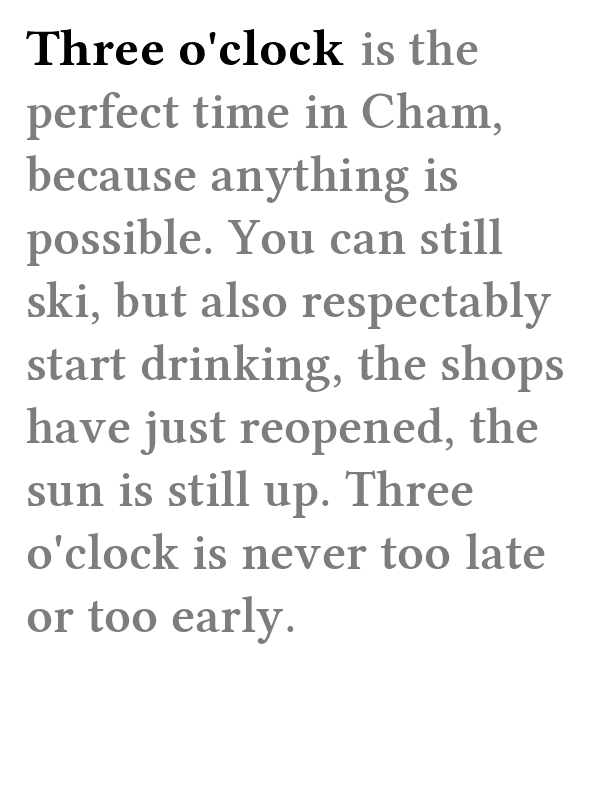 Three o'clock is the
perfect time in Cham,
because anything is
possible. You can still
ski, but also respectably
start drinking, the shops
have just reopened, the
sun is still up. Three
o'clock is never too late
or too early.